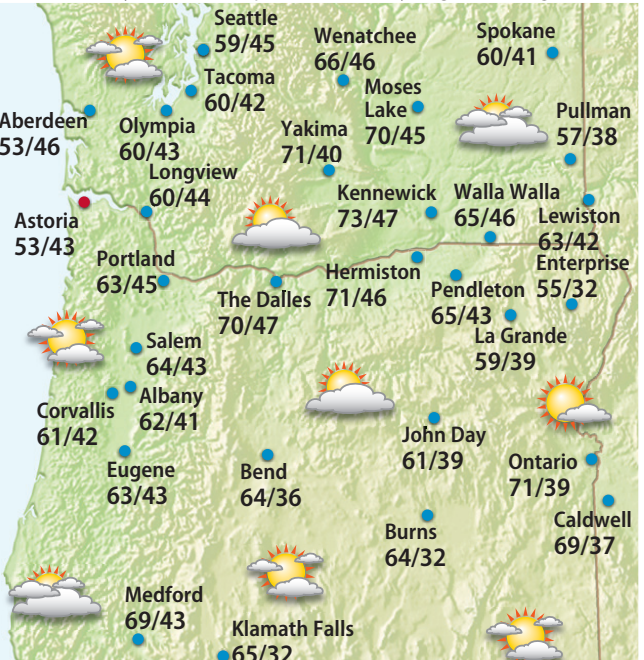 Seattle
59/45
Wenatchee
66/46
Spokane
60/41
Tacoma
60/42
Moses
Lake
70/45
Pullman
57/38
Aberdeen
53/46
Olympia
60/43
Yakima
71/40
Longview
60/44
Kennewick
73/47
Walla Walla
65/46
Lewiston
63/42
Astoria
53/43
Portland
63/45
The Dalles
70/47
Hermiston
71/46
Pendleton
65/43
Enterprise
55/32
La Grande
59/39
Salem
64/43
Albany
62/41
Corvallis
61/42
John Day
61/39
Eugene
63/43
Bend
64/36
Ontario
71/39
Burns
64/32
Caldwell
69/37
Medford
69/43
Klamath Falls
65/32